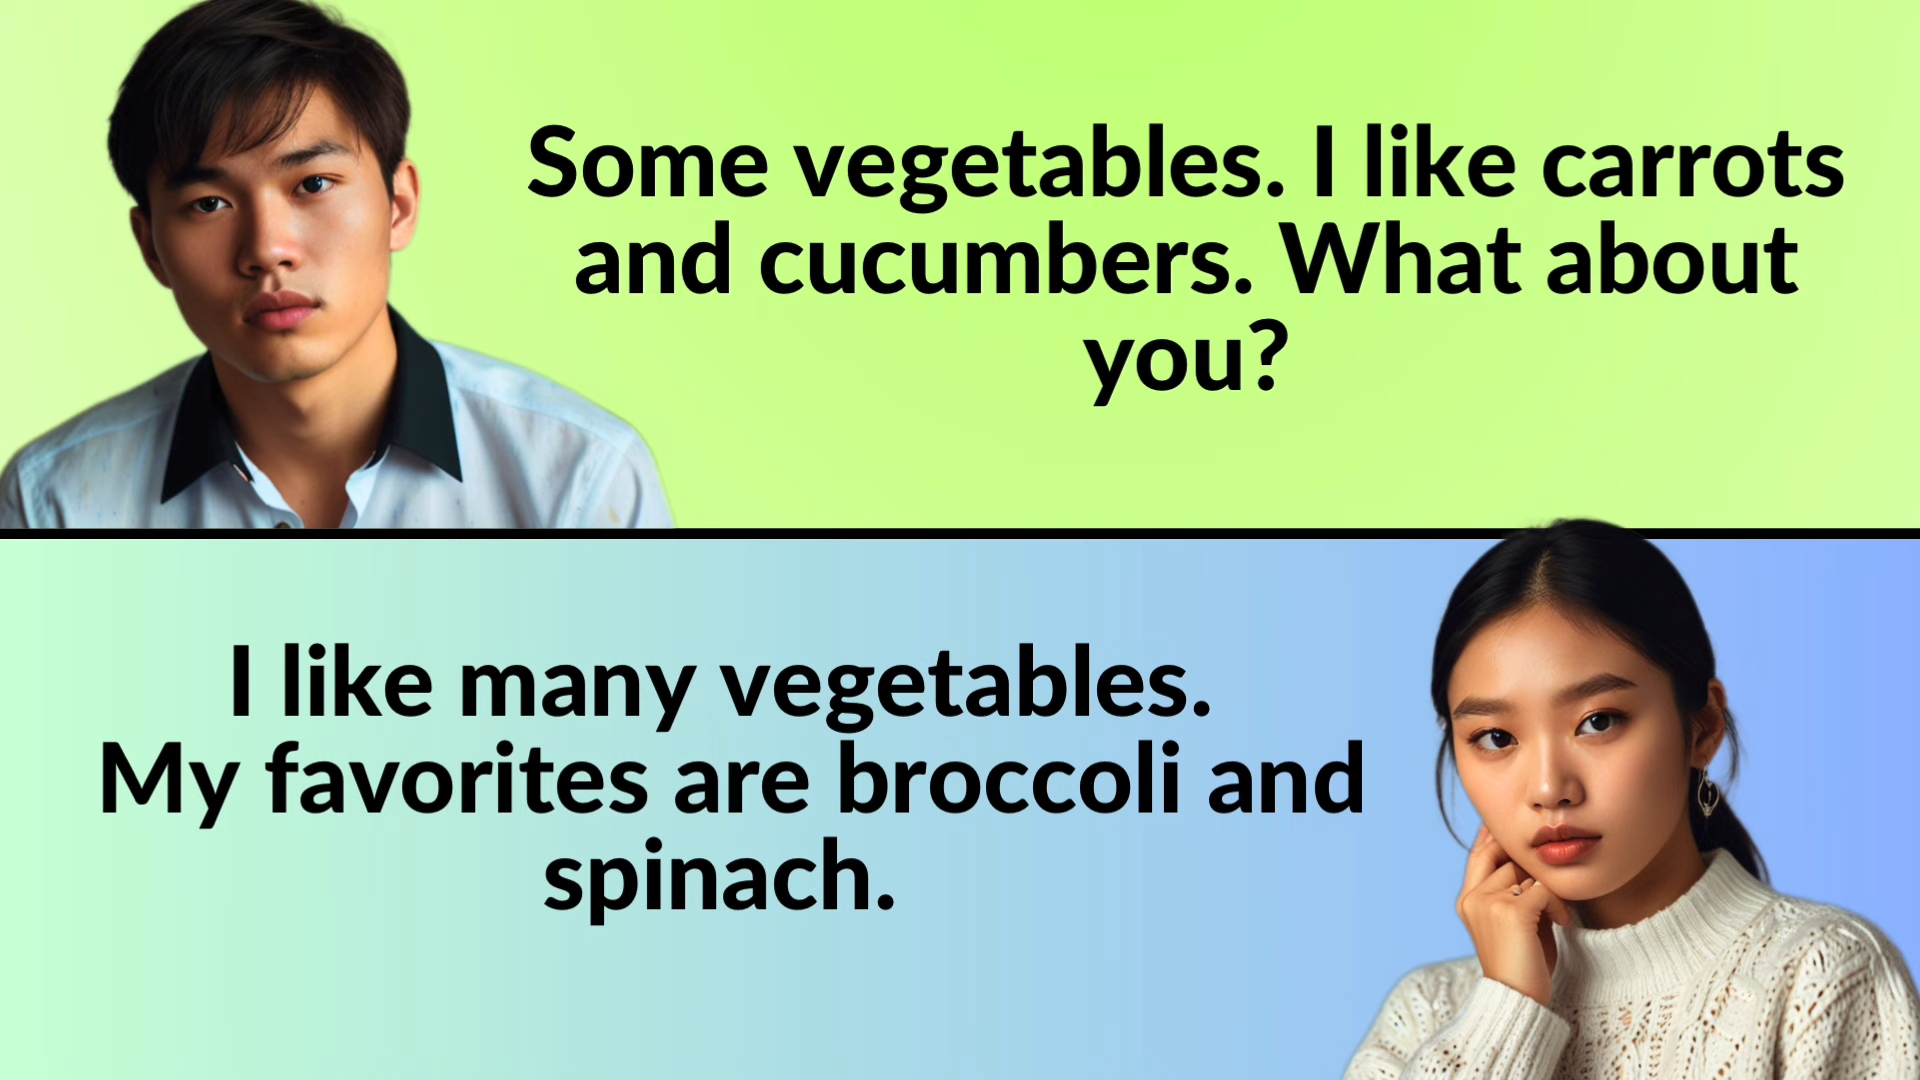 Some vegetables. I like carrots
and cucumbers. What about
you?
I like many vegetables.
My favorites are broccoli and
spinach.